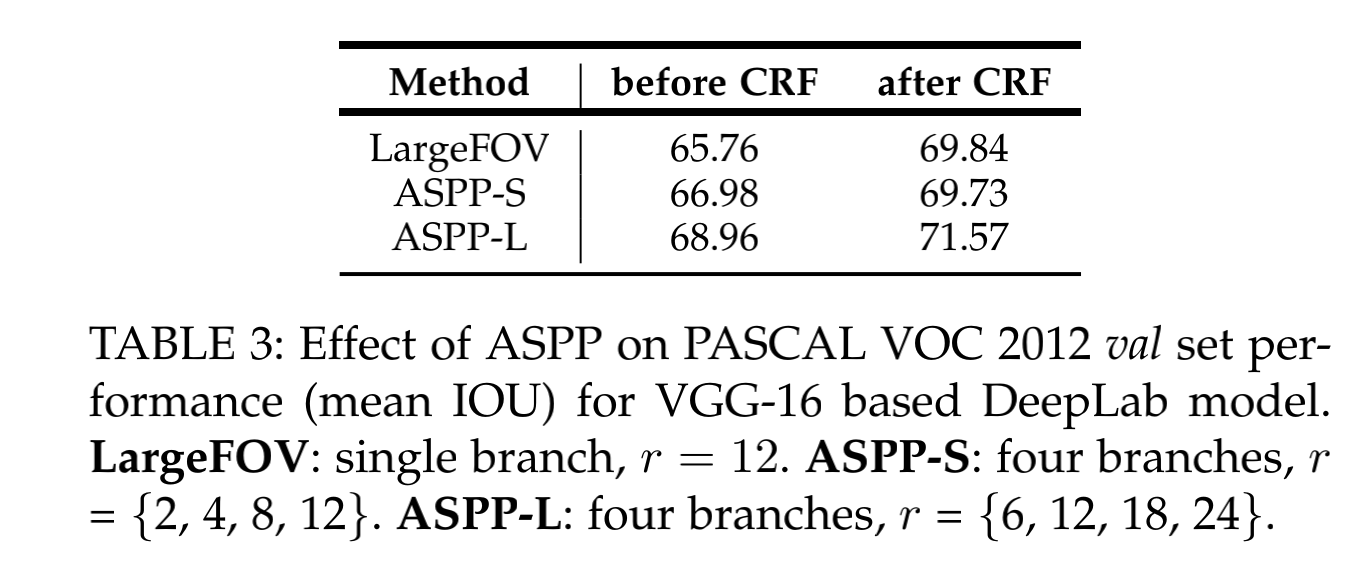 Method before CRF after CRF
LargeFOV 65.76 69.84
ASPP-S 66.98 69.73
ASPP-L 68.96 71.57
TABLE 3: Effect of ASPP on PASCAL VOC 2012 val set per-
formance (mean IOU) for VGG-16 based DeepLab model.
LargeFOV: single branch, r = 12. ASPP-S: four branches, r
= {2, 4, 8, 12}. ASPP-L: four branches, r = {6, 12, 18, 24}.